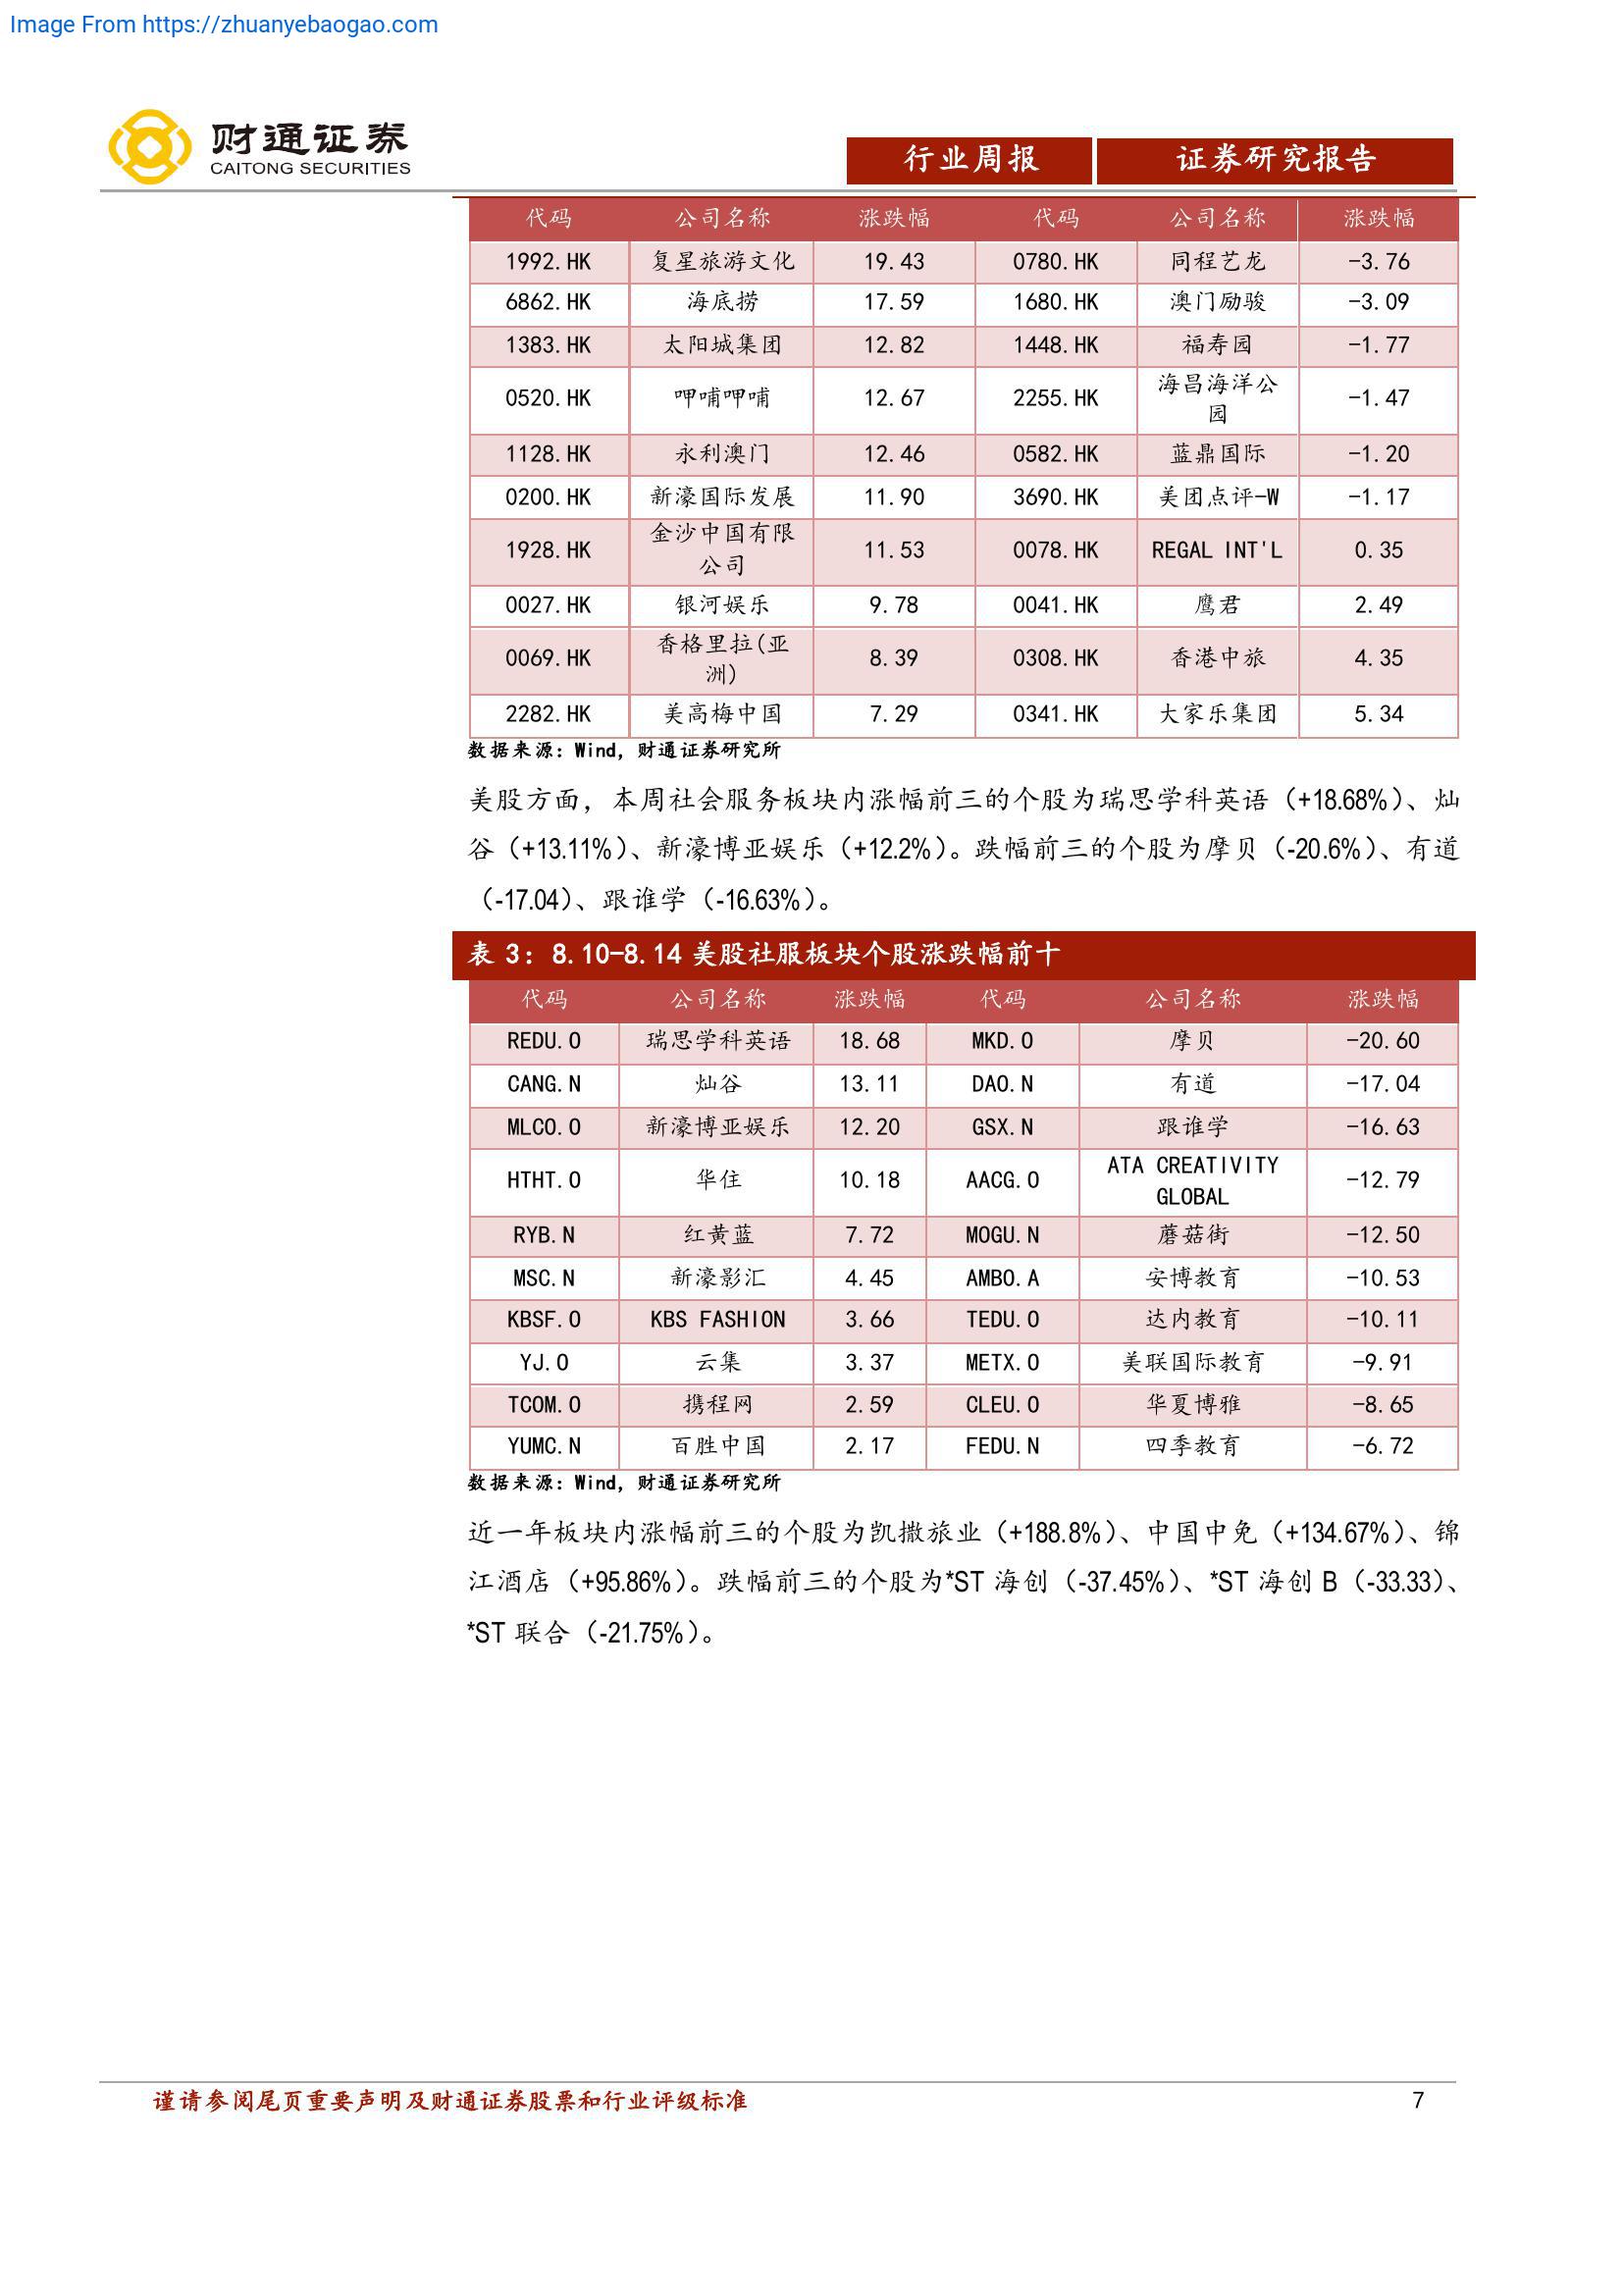 Image From https://zhuanyebaogao.com
财通证券
CAITONG SECURITIES
行业周报 证券研究报告
代码 公司名称 涨跌幅 代码 公司名称 涨跌幅
1992.HK 复星旅游文化 19.43 0780.HK 同程艺龙 -3.76
6862.HK 海底捞 17.59 1680.HK 澳门励骏 -3.09
1383.HK 太阳城集团 12.82 1448.HK 福寿园 -1.77
0520.HK 呷哺呷哺 12.67 2255.HK 海昌海洋公
园 -1.47
1128.HK 永利澳门 12.46 0582.HK 蓝鼎国际 -1.20
0200.HK 新濠国际发展 11.90 3690.HK 美团点评-W -1.17
1928.HK 金沙中国有限
公司 11.53 0078.HK REGAL INT'L 0.35
0027.HK 银河娱乐 9.78 0041.HK 鹰君 2.49
0069.HK 香格里拉(亚
洲) 8.39 0308.HK 香港中旅 4.35
2282.HK 美高梅中国 7.29 0341.HK 大家乐集团 5.34
数据来源：Wind，财通证券研究所
美股方面，本周社会服务板块内涨幅前三的个股为瑞思学科英语（+18.68%）、灿
谷（+13.11%）、新濠博亚娱乐（+12.2%）。跌幅前三的个股为摩贝（-20.6%）、有道
（-17.04）、跟谁学（-16.63%）。
表 3：8.10-8.14 美股社服板块个股涨跌幅前十
代码 公司名称 涨跌幅 代码 公司名称 涨跌幅
REDU.O 瑞思学科英语 18.68 MKD.O 摩贝 -20.60
CANG.N 灿谷 13.11 DAO.N 有道 -17.04
MLCO.O 新濠博亚娱乐 12.20 GSX.N 跟谁学 -16.63
HTHT.O 华住 10.18 AACG.O ATA CREATIVITY
GLOBAL -12.79
RYB.N 红黄蓝 7.72 MOGU.N 蘑菇街 -12.50
MSC.N 新濠影汇 4.45 AMBO.A 安博教育 -10.53
KBSF.O KBS FASHION 3.66 TEDU.O 达内教育 -10.11
YJ.O 云集 3.37 METX.O 美联国际教育 -9.91
TCOM.O 携程网 2.59 CLEU.O 华夏博雅 -8.65
YUMC.N 百胜中国 2.17 FEDU.N 四季教育 -6.72
数据来源：Wind，财通证券研究所
近一年板块内涨幅前三的个股为凯撒旅业（+188.8%）、中国中免（+134.67%）、锦
江酒店（+95.86%）。跌幅前三的个股为*ST 海创（-37.45%）、*ST 海创 B（-33.33）、
*ST 联合（-21.75%）。
谨请参阅尾页重要声明及财通证券股票和行业评级标准 7